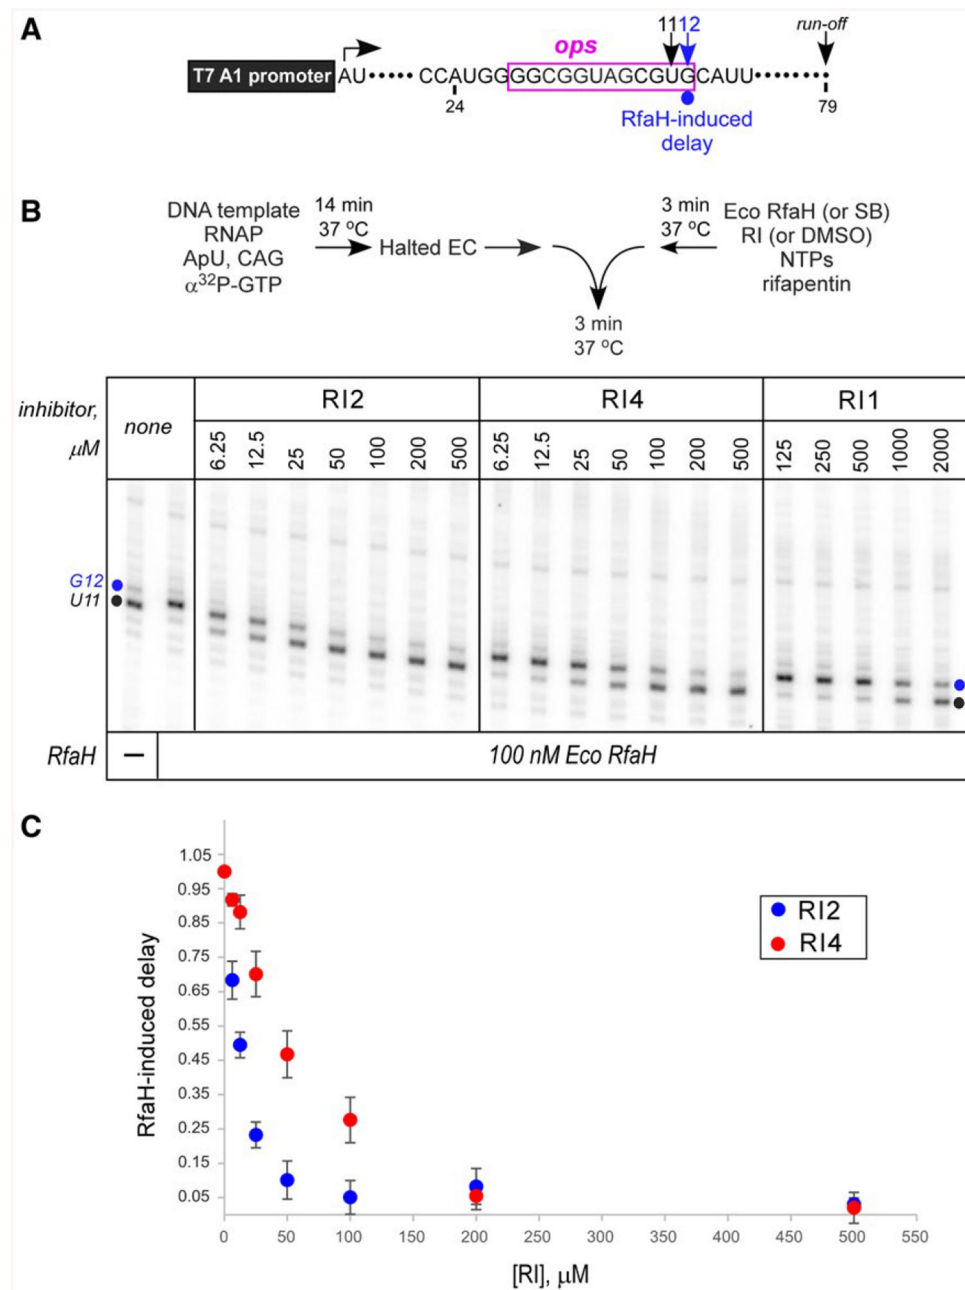 A
ops
11 12
run-off
T7 A1 promoter
AU CCAUGGGGCGGUAGCGUGCAUU
24
79
RfaH-induced
delay
B
DNA template
RNAP
ApU, CAG
α³²P-GTP
14 min
37 °C
Halted EC
3 min
37 °C
Eco RfaH (or SB)
RI (or DMSO)
NTPs
rifapentin
3 min
37 °C
inhibitor,
μM
none
RI2
RI4
RI1
6.25 12.5 25 50 100 200 500
6.25 12.5 25 50 100 200 500
125 250 500 1000 2000
G12
U11
RfaH
—
100 nM Eco RfaH
C
RfaH-induced delay
1.05
0.95
0.85
0.75
0.65
0.55
0.45
0.35
0.25
0.15
0.05
RI2
RI4
0 50 100 150 200 250 300 350 400 450 500 550
[RI], μM